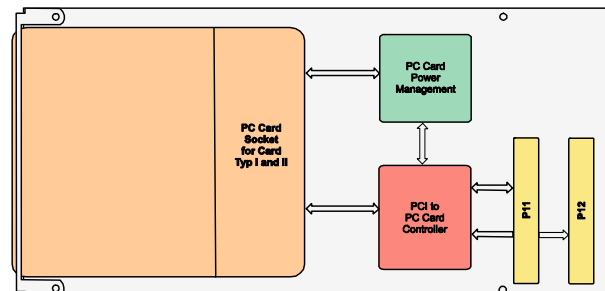 PC Card
Socket
for Card
Typ I and II
PC Card
Power
Management
PCI to
PC Card
Controller
P11
P12